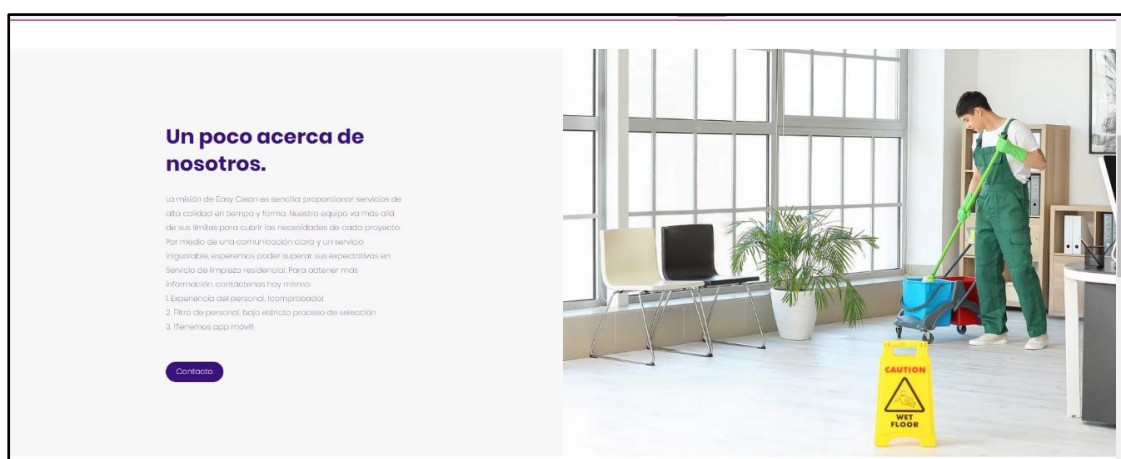 Un poco acerca de
nosotros.
La misión de Easy Clean es sencilla: proporcionar servicios de
alta calidad en tiempo y forma. Nuestro equipo va más allá
de sus límites para cubrir las necesidades de cada proyecto.
Por medio de una comunicación clara y un servicio
inigualable, esperemos poder superar sus expectativas en
Servicio de limpieza residencial. Para obtener más
información, contáctenos hoy mismo.
1. Experiencia del personal, !comprobado!
2. Filtro de personal, bajo estricto proceso de selección
3. !Tenemos app móvil!
Contacto
CAUTION
WET
FLOOR